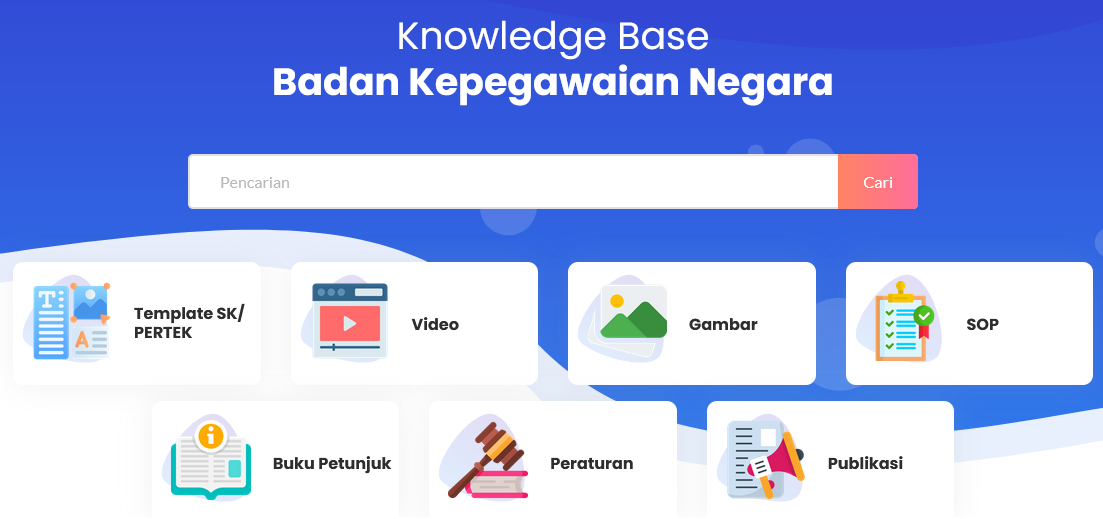 Knowledge Base
Badan Kepegawaian Negara
Pencarian
Cari
Template SK/
PERTEK
Video
Gambar
SOP
Buku Petunjuk
Peraturan
Publikasi